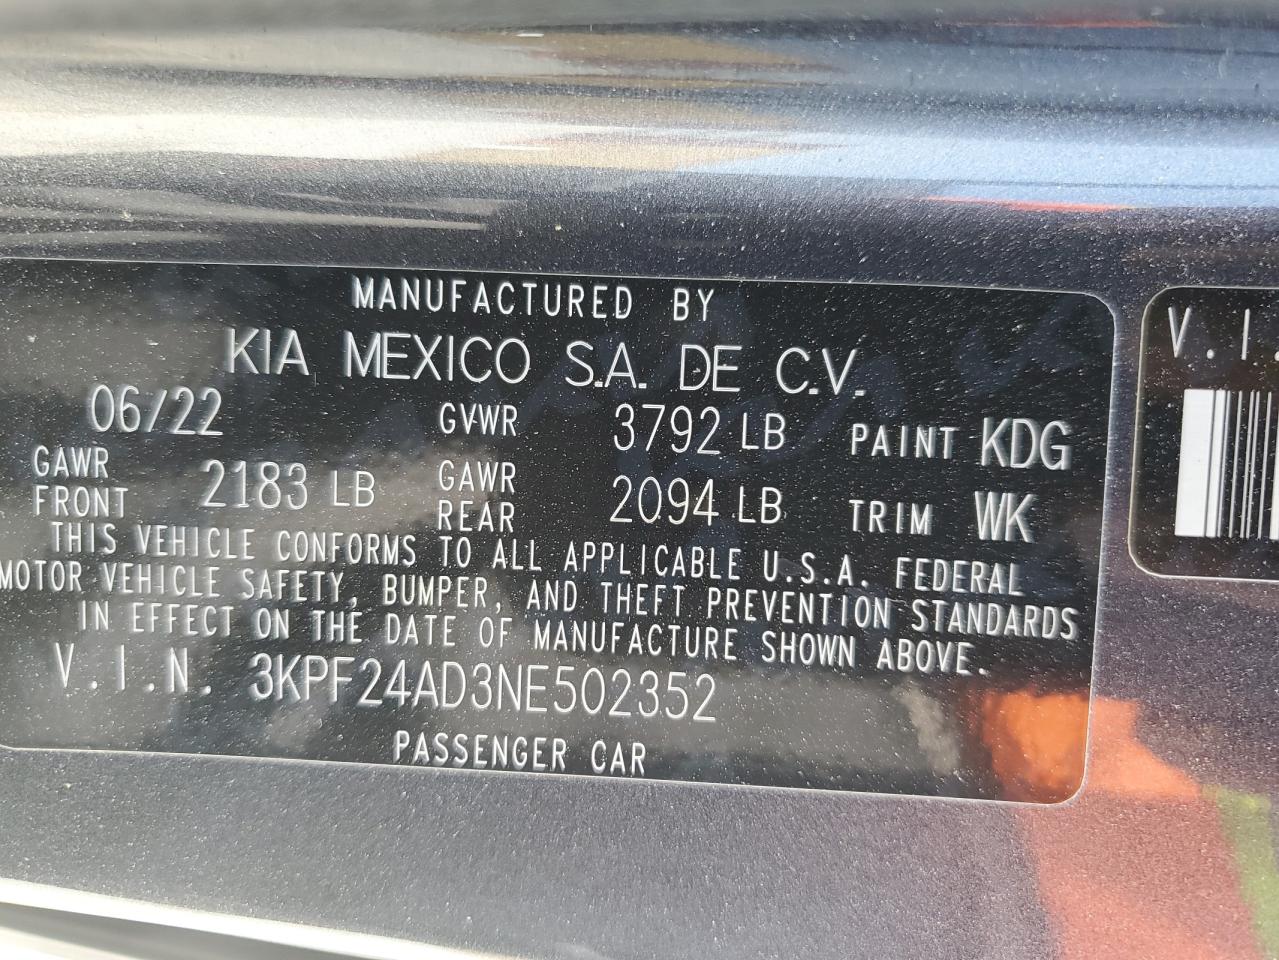 MANUFACTURED BY
KIA MEXICO S.A. DE C.V.
06/22 GVWR 3792 LB PAINT KDG
GAWR FRONT 2183 LB GAWR REAR 2094 LB TRIM WK
THIS VEHICLE CONFORMS TO ALL APPLICABLE U.S.A. FEDERAL
MOTOR VEHICLE SAFETY, BUMPER, AND THEFT PREVENTION STANDARDS
IN EFFECT ON THE DATE OF MANUFACTURE SHOWN ABOVE.
V.I.N. 3KPF24AD3NE502352
PASSENGER CAR
V.I.